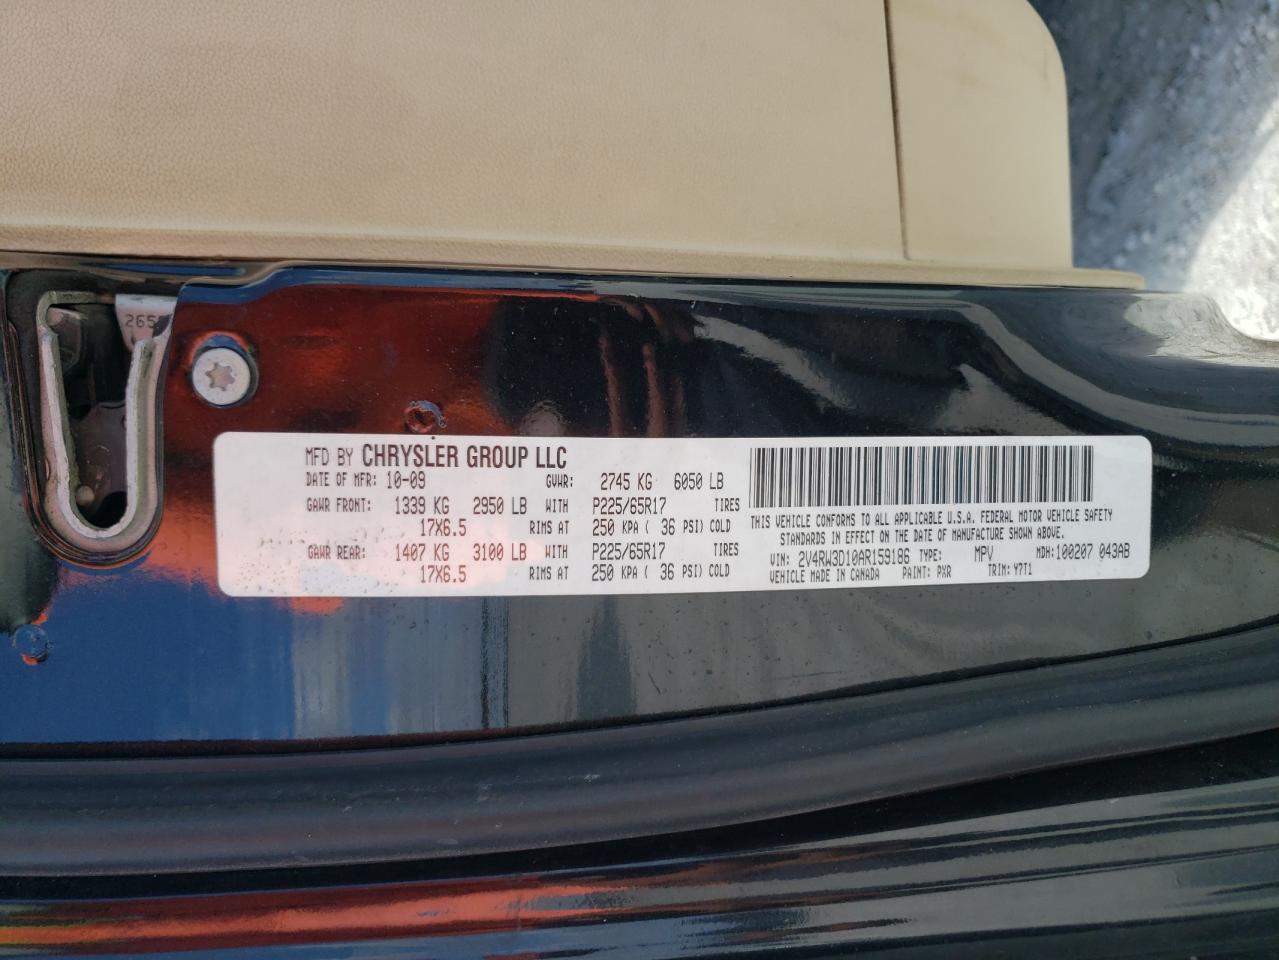 265
MFD BY CHRYSLER GROUP LLC
DATE OF MFR: 10-09 GVWR: 2745 KG 6050 LB
GAWR FRONT: 1339 KG 2950 LB WITH P225/65R17 TIRES
17X6.5 RIMS AT 250 KPA ( 36 PSI) COLD
GAWR REAR: 1407 KG 3100 LB WITH P225/65R17 TIRES
17X6.5 RIMS AT 250 KPA ( 36 PSI) COLD
THIS VEHICLE CONFORMS TO ALL APPLICABLE U.S.A. FEDERAL MOTOR VEHICLE SAFETY
STANDARDS IN EFFECT ON THE DATE OF MANUFACTURE SHOWN ABOVE.
VIN: 2V4RW3D10AR159186 TYPE: MPV MDH: 100207 043AB
VEHICLE MADE IN CANADA PAINT: PXR TRIM: Y7T1